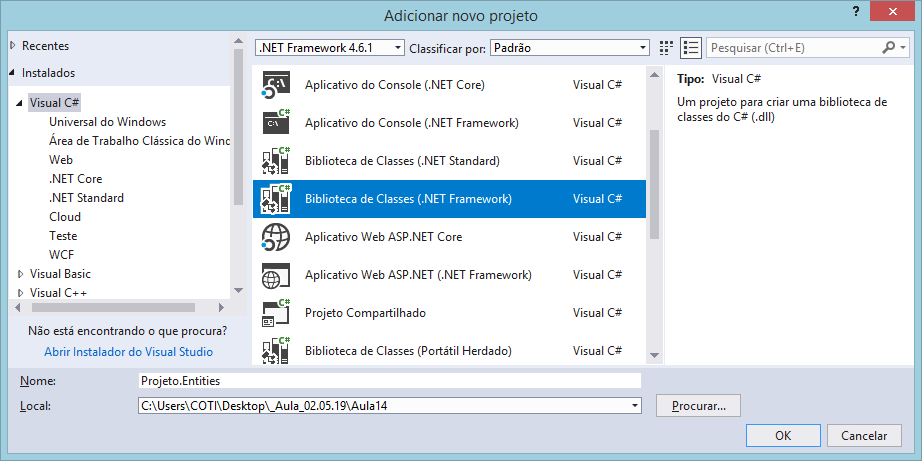 Adicionar novo projeto
?
Recentes
Instalados
Visual C#
Universal do Windows
Área de Trabalho Clássica do Winc
Web
.NET Core
.NET Standard
Cloud
Teste
WCF
Visual Basic
Visual C++
Não está encontrando o que procura?
Abrir Instalador do Visual Studio
.NET Framework 4.6.1 Classificar por: Padrão
Pesquisar (Ctrl+E)
Aplicativo do Console (.NET Core) Visual C#
Aplicativo do Console (.NET Framework) Visual C#
Biblioteca de Classes (.NET Standard) Visual C#
Biblioteca de Classes (.NET Framework) Visual C#
Aplicativo Web ASP.NET Core Visual C#
Aplicativo Web ASP.NET (.NET Framework) Visual C#
Projeto Compartilhado Visual C#
Biblioteca de Classes (Portátil Herdado) Visual C#
Tipo: Visual C#
Um projeto para criar uma biblioteca de
classes do C# (.dll)
Nome: Projeto.Entities
Local: C:\Users\COTI\Desktop\_Aula_02.05.19\Aula14
Procurar...
OK Cancelar